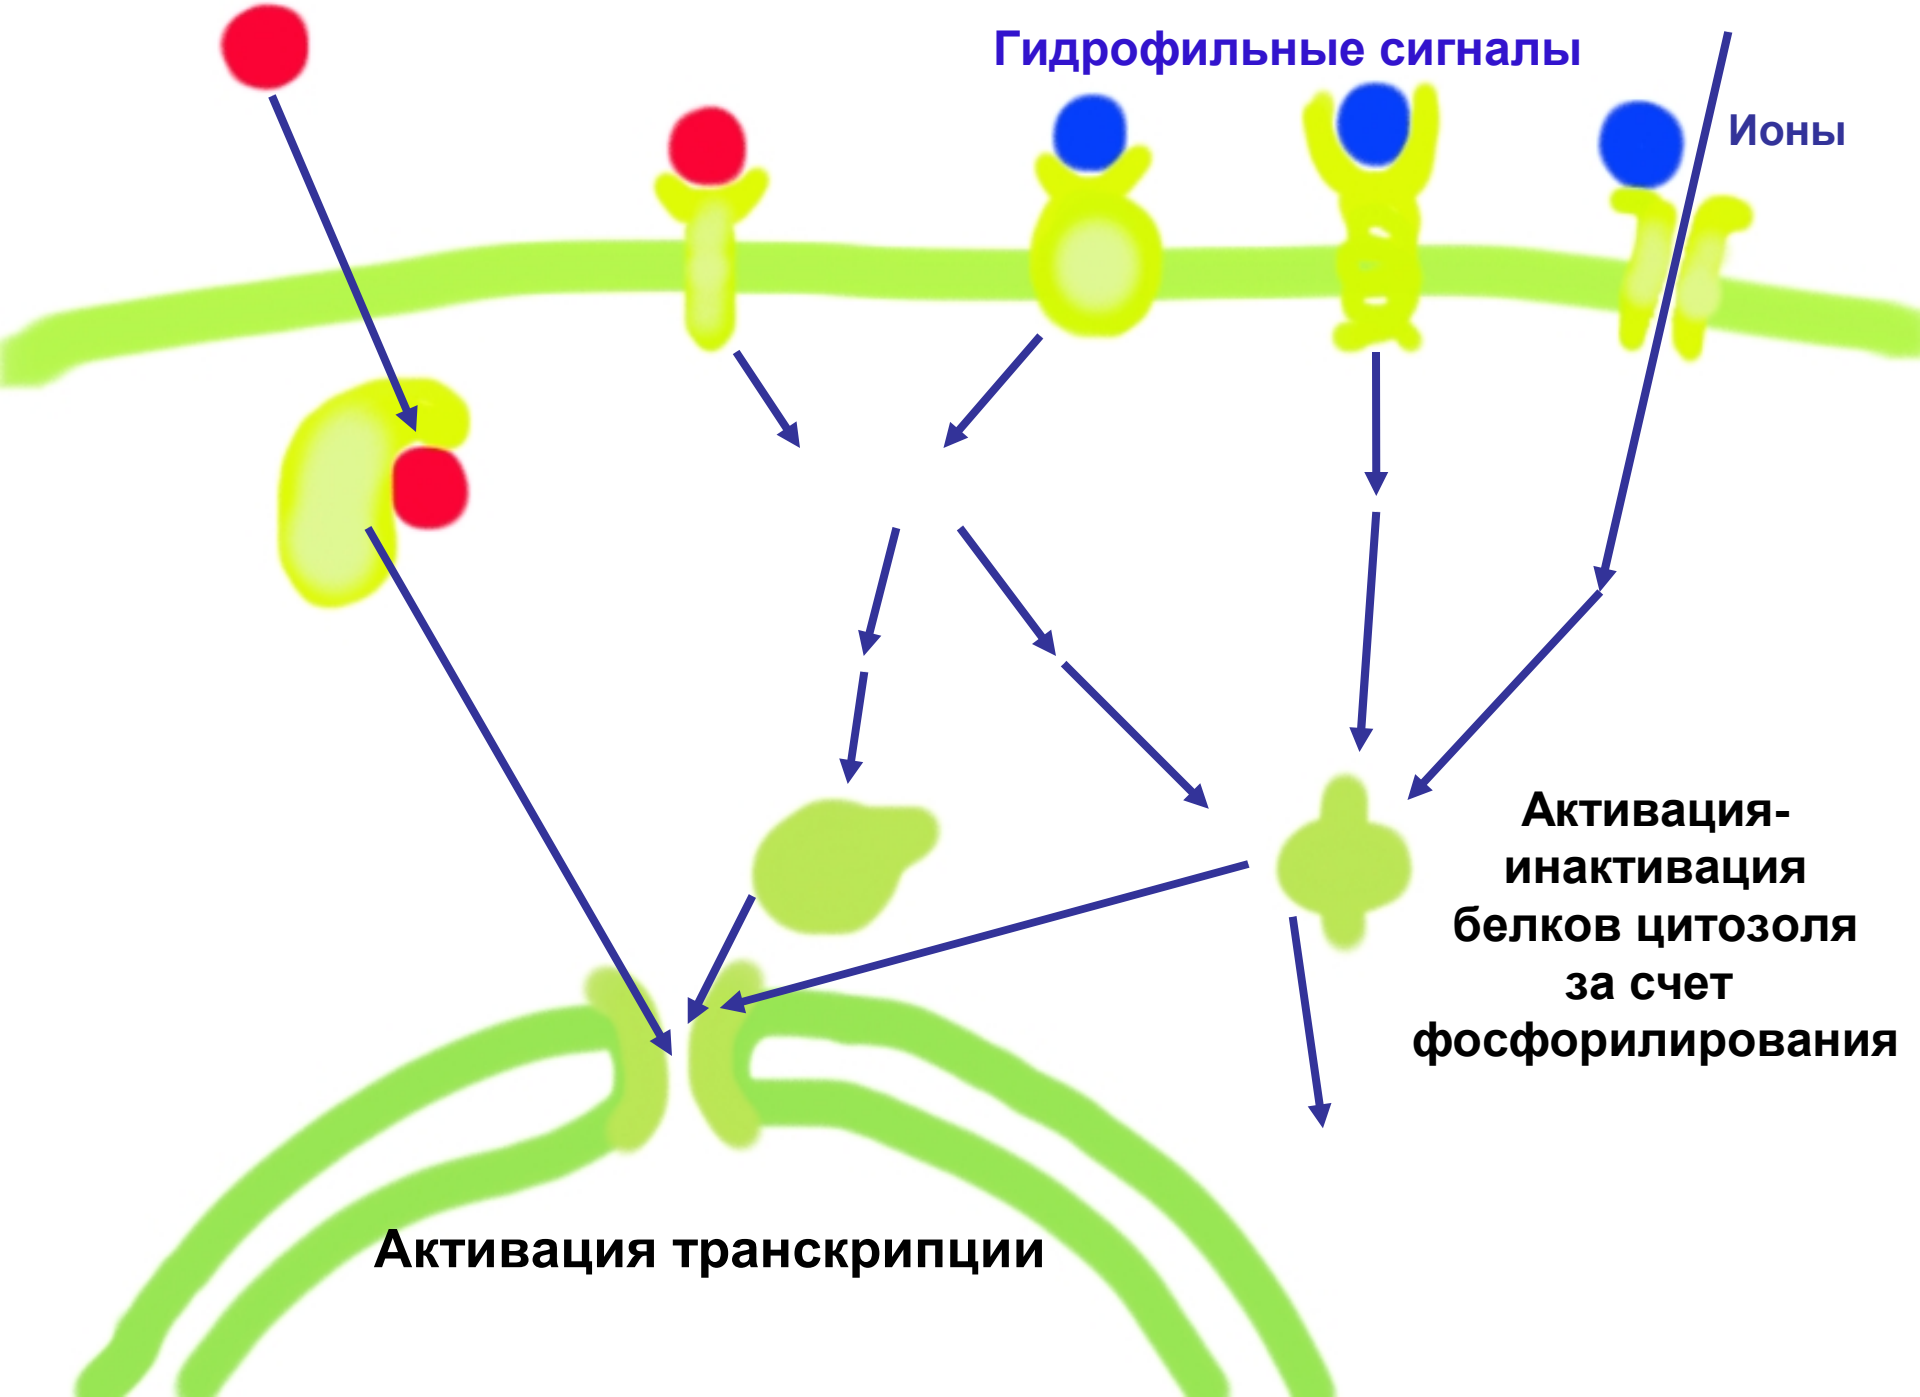 Гидрофильные сигналы
Ионы
Активация-
инактивация
белков цитозоля
за счет
фосфорилирования
Активация транскрипции